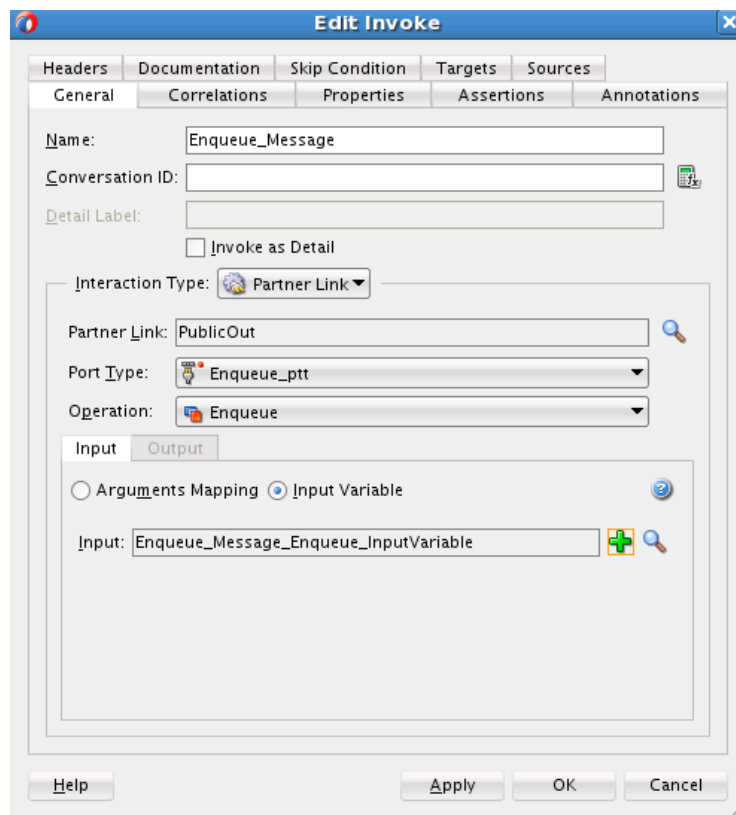 Edit Invoke
Headers Documentation Skip Condition Targets Sources
General Correlations Properties Assertions Annotations
Name: Enqueue_Message
Conversation ID:
Detail Label:
Invoke as Detail
Interaction Type: Partner Link
Partner Link: PublicOut
Port Type: Enqueue_ptt
Operation: Enqueue
Input Output
Arguments Mapping Input Variable
Input: Enqueue_Message_Enqueue_InputVariable
Help Apply OK Cancel